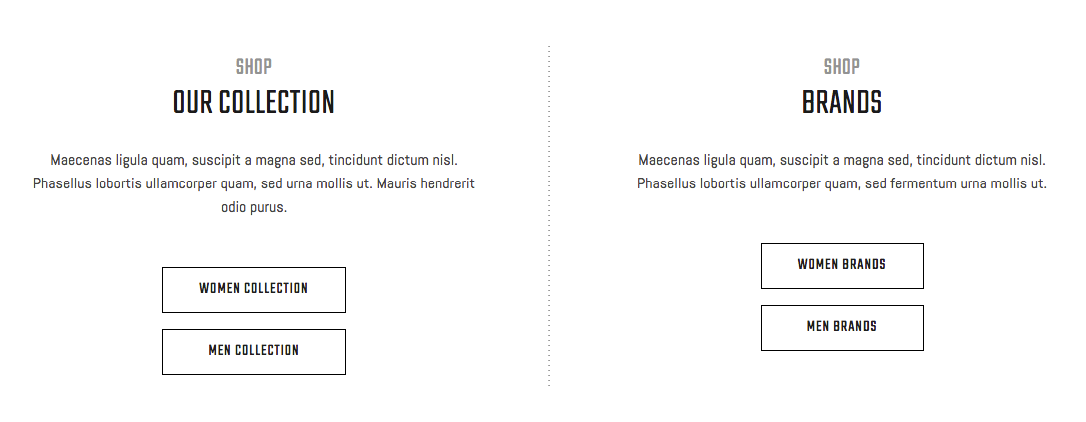 SHOP
OUR COLLECTION
Maecenas ligula quam, suscipit a magna sed, tincidunt dictum nisl.
Phasellus lobortis ullamcorper quam, sed urna mollis ut. Mauris hendrerit
odio purus.
WOMEN COLLECTION
MEN COLLECTION
SHOP
BRANDS
Maecenas ligula quam, suscipit a magna sed, tincidunt dictum nisl.
Phasellus lobortis ullamcorper quam, sed fermentum urna mollis ut.
WOMEN BRANDS
MEN BRANDS